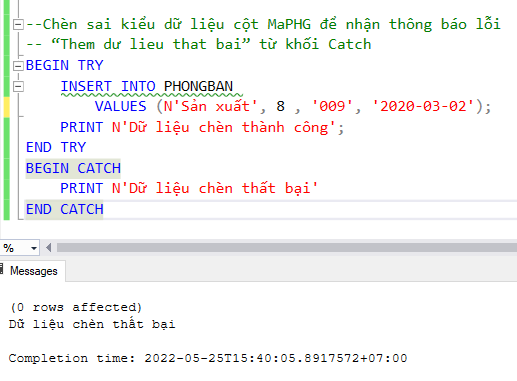 --Chèn sai kiểu dữ liệu cột MaPHG để nhận thông báo lỗi
-- “Them dư lieu that bai” từ khối Catch
BEGIN TRY
INSERT INTO PHONGBAN
VALUES (N'Sản xuất', 8 , '009', '2020-03-02');
PRINT N'Dữ liệu chèn thành công';
END TRY
BEGIN CATCH
PRINT N'Dữ liệu chèn thất bại'
END CATCH
%
Messages
(0 rows affected)
Dữ liệu chèn thất bại
Completion time: 2022-05-25T15:40:05.8917572+07:00